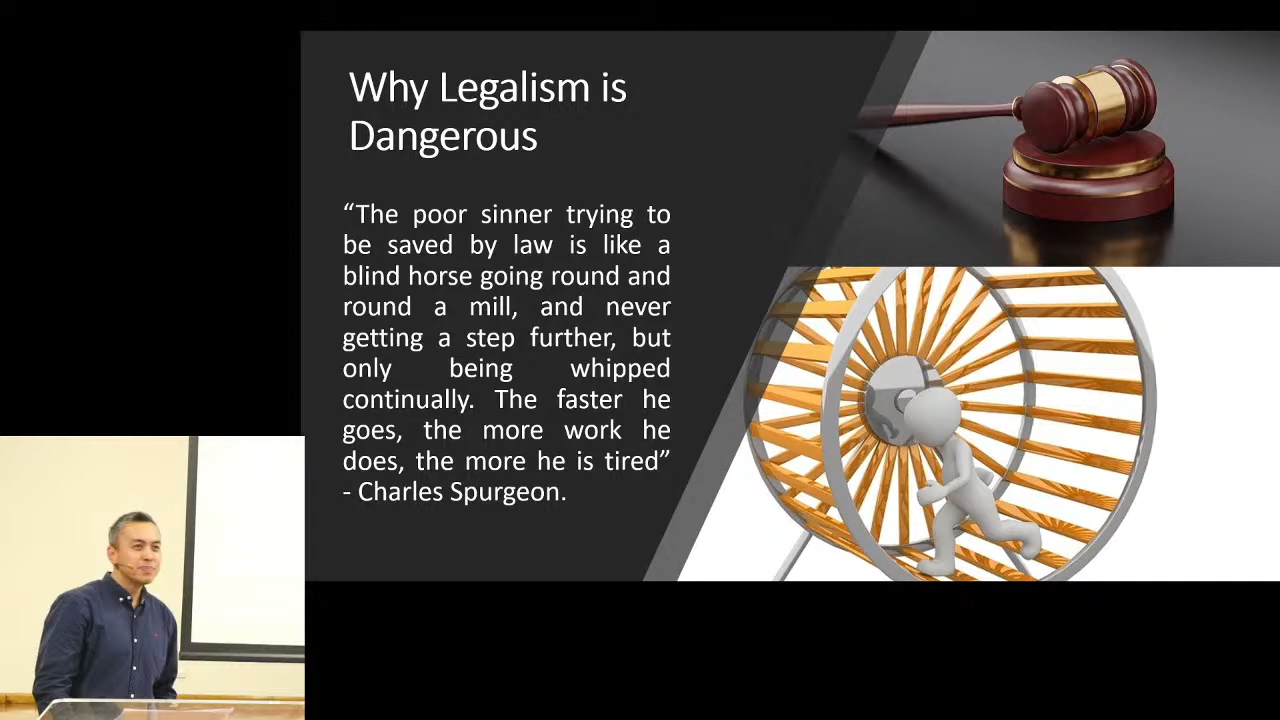 Why Legalism is
Dangerous
“The poor sinner trying to
be saved by law is like a
blind horse going round and
round a mill, and never
getting a step further, but
only being whipped
continually. The faster he
goes, the more work he
does, the more he is tired”
- Charles Spurgeon.